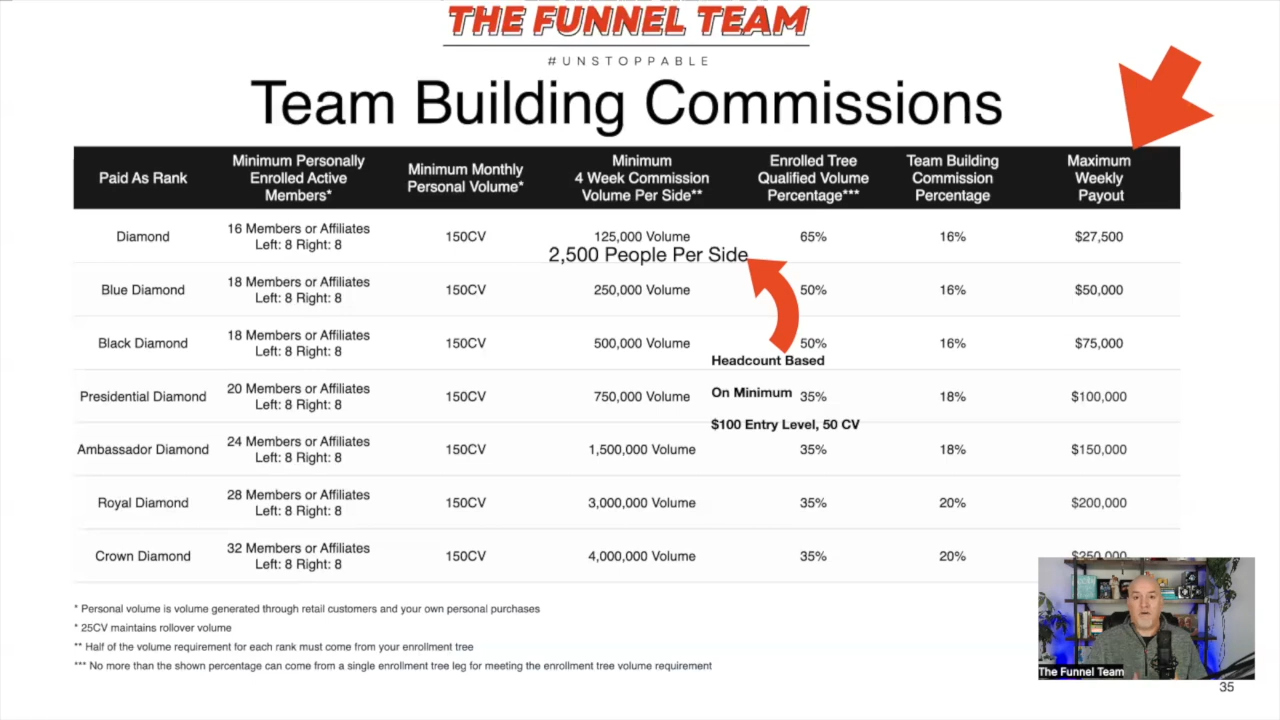 THE FUNNEL TEAM
#UNSTOPPABLE
Team Building Commissions
Paid As Rank
Minimum Personally
Enrolled Active
Members*
Minimum Monthly
Personal Volume*
Minimum
4 Week Commission
Volume Per Side**
Enrolled Tree
Qualified Volume
Percentage***
Team Building
Commission
Percentage
Maximum
Weekly
Payout
Diamond
16 Members or Affiliates
Left: 8 Right: 8
150CV
125,000 Volume
2,500 People Per Side
65%
16%
$27,500
Blue Diamond
18 Members or Affiliates
Left: 8 Right: 8
150CV
250,000 Volume
50%
16%
$50,000
Black Diamond
18 Members or Affiliates
Left: 8 Right: 8
150CV
500,000 Volume
50%
16%
$75,000
Headcount Based
On Minimum
$100 Entry Level, 50 CV
Presidential Diamond
20 Members or Affiliates
Left: 8 Right: 8
150CV
750,000 Volume
35%
18%
$100,000
Ambassador Diamond
24 Members or Affiliates
Left: 8 Right: 8
150CV
1,500,000 Volume
35%
18%
$150,000
Royal Diamond
28 Members or Affiliates
Left: 8 Right: 8
150CV
3,000,000 Volume
35%
20%
$200,000
Crown Diamond
32 Members or Affiliates
Left: 8 Right: 8
150CV
4,000,000 Volume
35%
20%
$250,000
* Personal volume is volume generated through retail customers and your own personal purchases
* 25CV maintains rollover volume
** Half of the volume requirement for each rank must come from your enrollment tree
*** No more than the shown percentage can come from a single enrollment tree leg for meeting the enrollment tree volume requirement
The Funnel Team
35